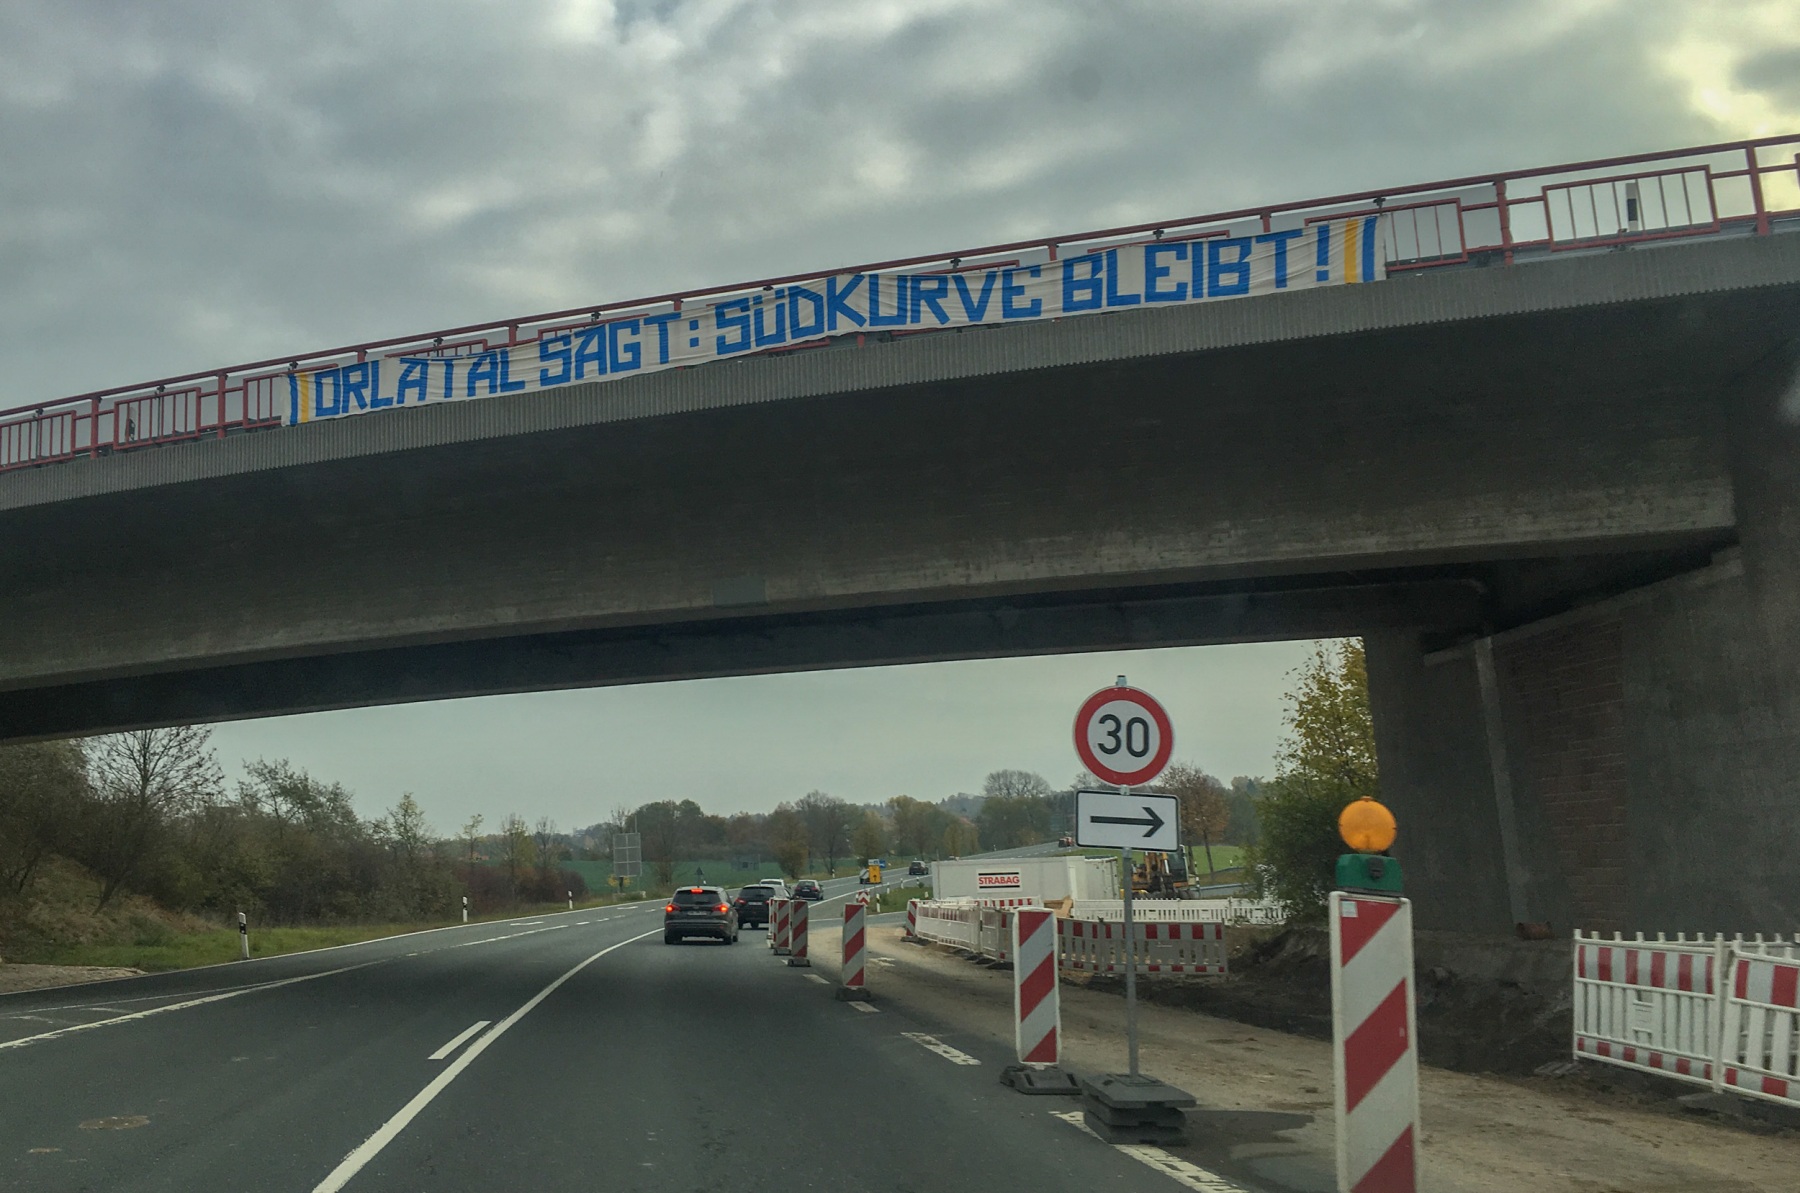 ORLATAL SAGT: SÜDKURVE BLEIBT!
30
STRABAG